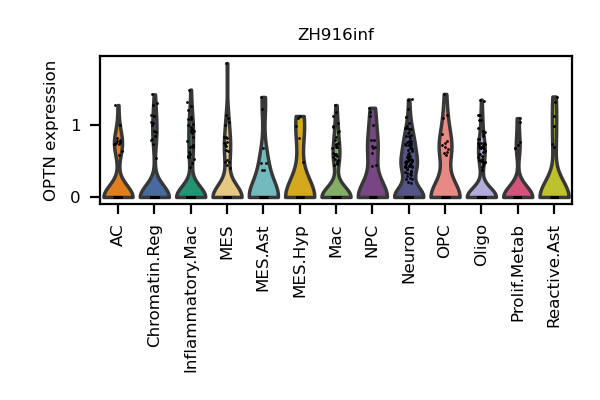 ZH916inf
OPTN expression
1
0
AC
Chromatin.Reg
Inflammatory.Mac
MES
MES.Ast
MES.Hyp
Mac
NPC
Neuron
OPC
Oligo
Prolif.Metab
Reactive.Ast